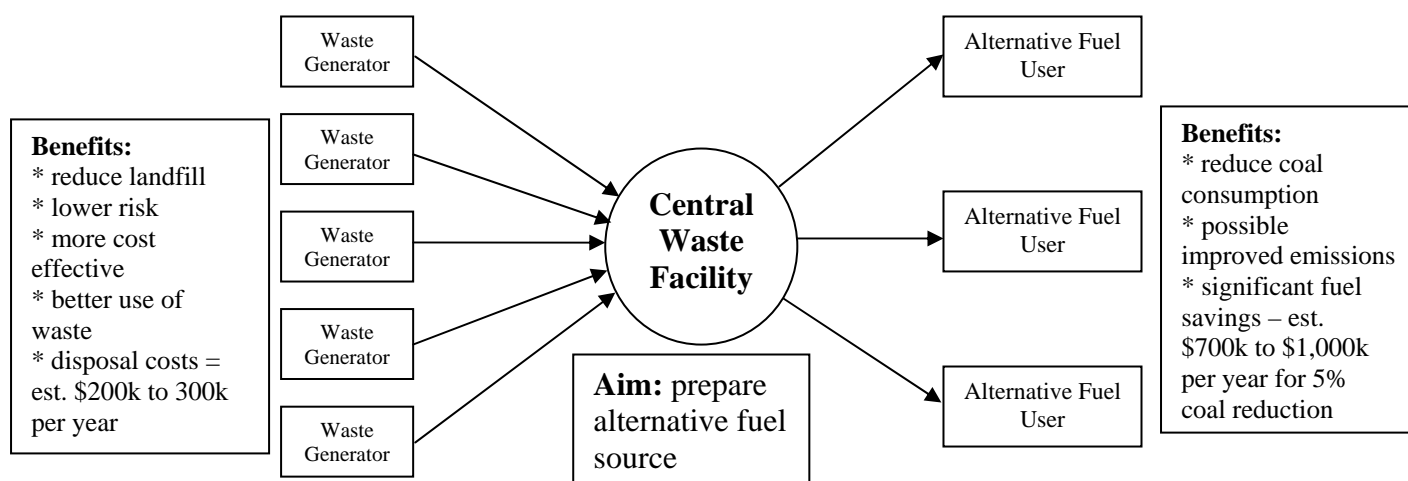 Benefits:
* reduce landfill
* lower risk
* more cost
effective
* better use of
waste
* disposal costs =
est. $200k to 300k
per year
Waste
Generator
Waste
Generator
Waste
Generator
Waste
Generator
Waste
Generator
Central
Waste
Facility
Aim: prepare
alternative fuel
source
Alternative Fuel
User
Alternative Fuel
User
Alternative Fuel
User
Benefits:
* reduce coal
consumption
* possible
improved emissions
* significant fuel
savings – est.
$700k to $1,000k
per year for 5%
coal reduction